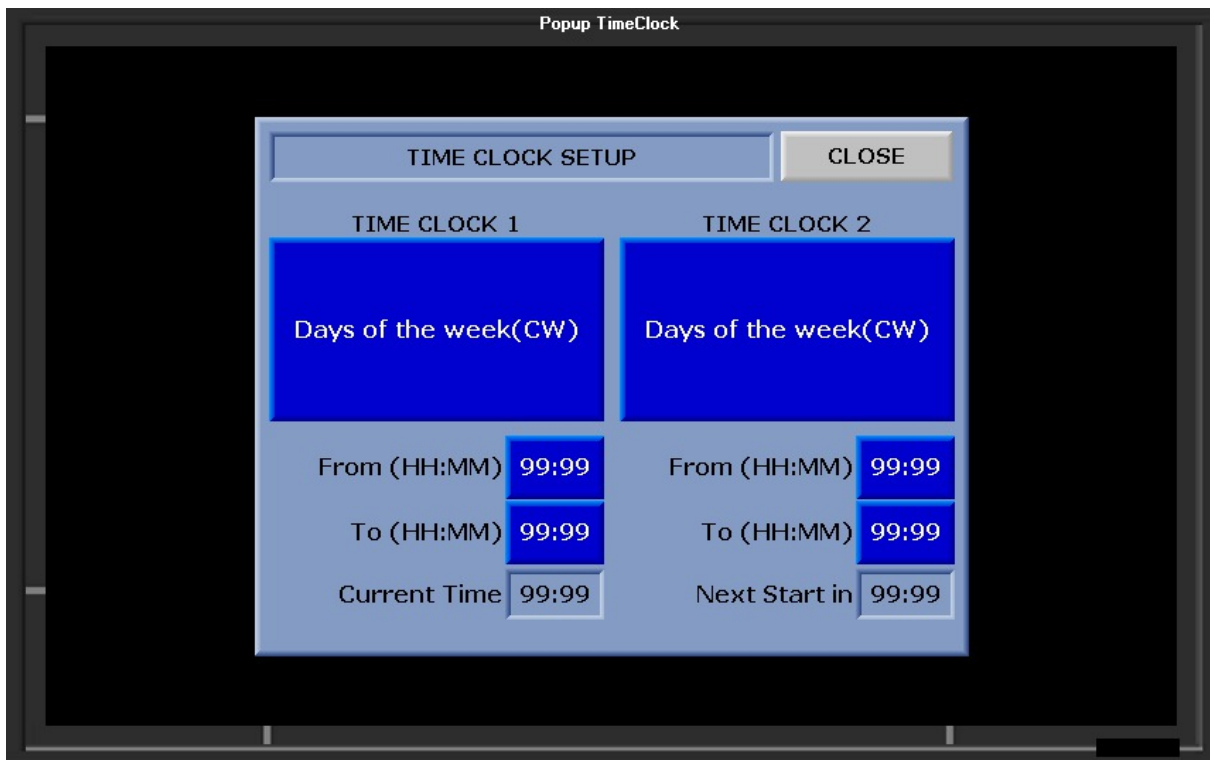 Popup TimeClock
TIME CLOCK SETUP CLOSE
TIME CLOCK 1 TIME CLOCK 2
Days of the week(CW) Days of the week(CW)
From (HH:MM) 99:99 From (HH:MM) 99:99
To (HH:MM) 99:99 To (HH:MM) 99:99
Current Time 99:99 Next Start in 99:99